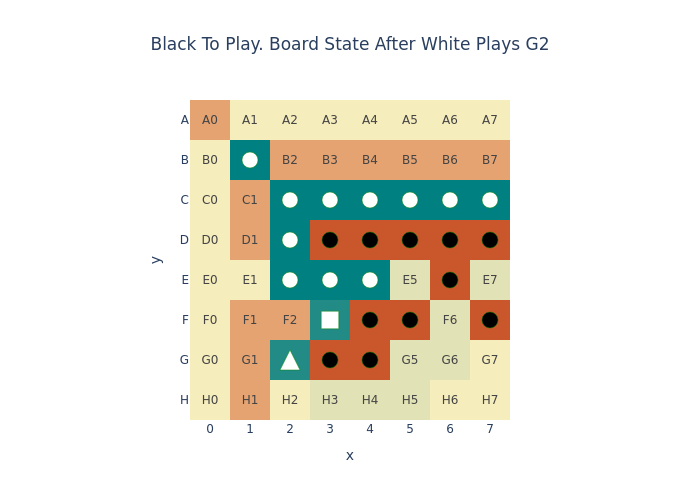 Black To Play. Board State After White Plays G2
A A0 A1 A2 A3 A4 A5 A6 A7
B B0 B2 B3 B4 B5 B6 B7
C C0 C1
D D0 D1
E E0 E1 E5 E7
F F0 F1 F2 F6
G G0 G1 G5 G6 G7
H H0 H1 H2 H3 H4 H5 H6 H7
0 1 2 3 4 5 6 7
x
y